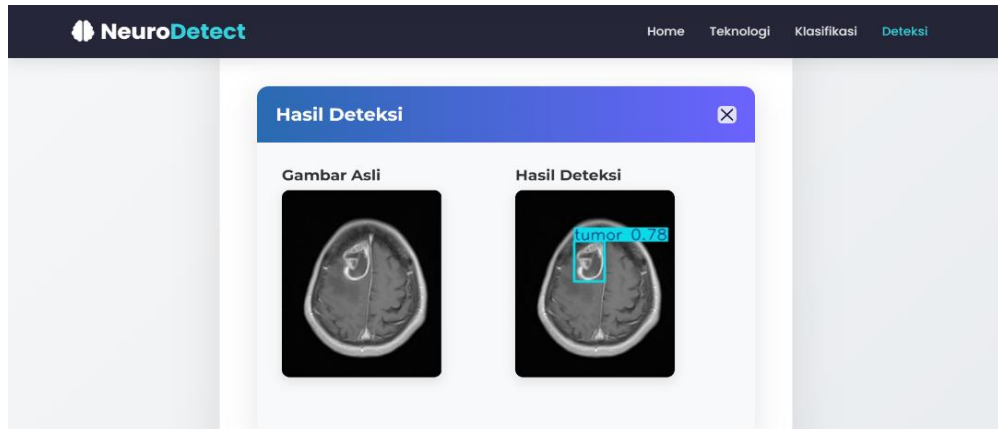 NeuroDetect
Home Teknologi Klasifikasi Deteksi
Hasil Deteksi
Gambar Asli
Hasil Deteksi
tumor 0.78